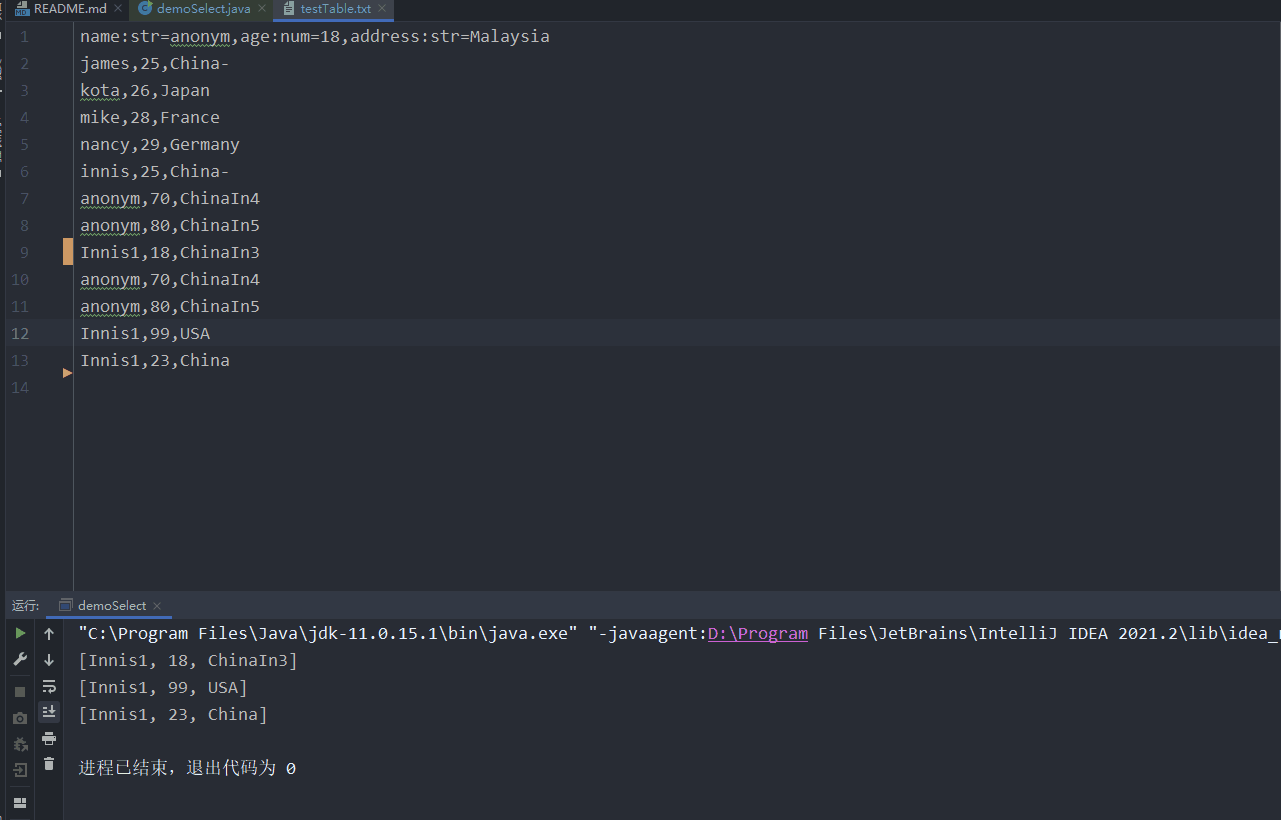 README.md demoSelect.java testTable.txt
1 name:str=anonym,age:num=18,address:str=Malaysia
2 james,25,China-
3 kota,26,Japan
4 mike,28,France
5 nancy,29,Germany
6 innis,25,China-
7 anonym,70,ChinaIn4
8 anonym,80,ChinaIn5
9 Innis1,18,ChinaIn3
10 anonym,70,ChinaIn4
11 anonym,80,ChinaIn5
12 Innis1,99,USA
13 Innis1,23,China
14
运行: demoSelect
"C:\Program Files\Java\jdk-11.0.15.1\bin\java.exe" "-javaagent:D:\Program Files\JetBrains\IntelliJ IDEA 2021.2\lib\idea_
[Innis1, 18, ChinaIn3]
[Innis1, 99, USA]
[Innis1, 23, China]
进程已结束，退出代码为 0